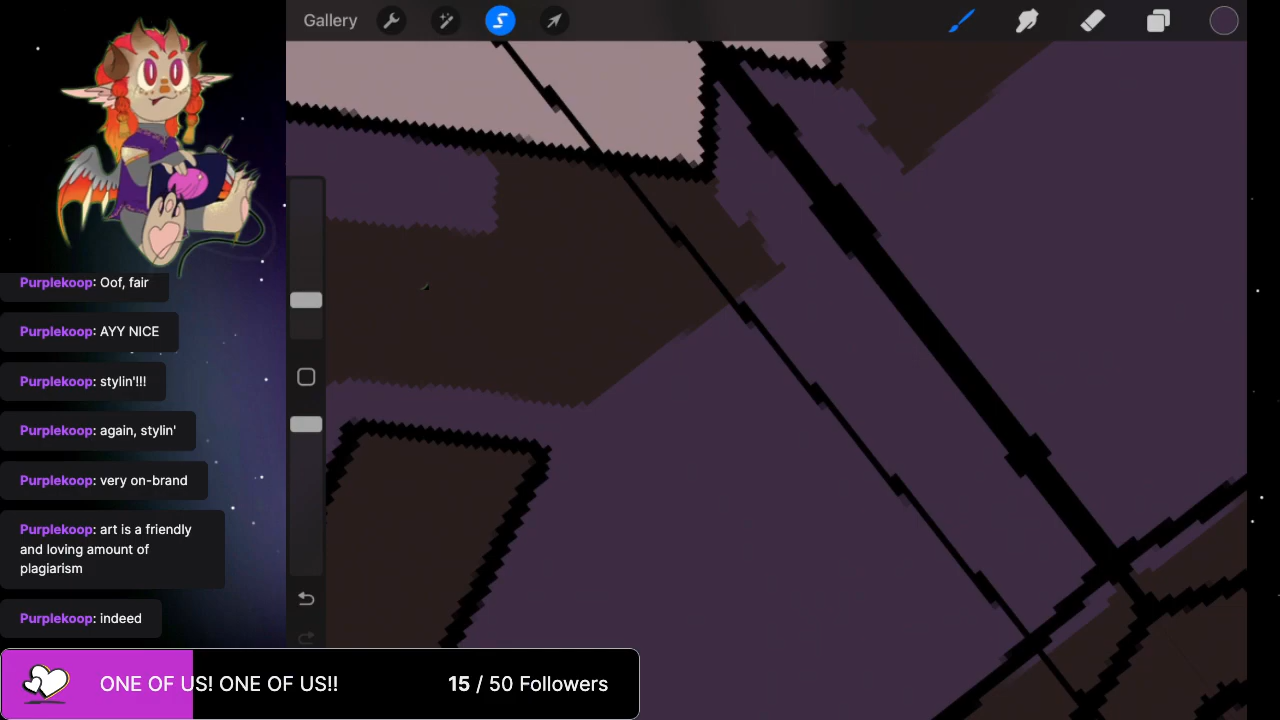 Gallery
Purplekoop: Oof, fair
Purplekoop: AYY NICE
Purplekoop: stylin'!!!
Purplekoop: again, stylin'
Purplekoop: very on-brand
Purplekoop: art is a friendly
and loving amount of
plagiarism
Purplekoop: indeed
ONE OF US! ONE OF US!! 15 / 50 Followers